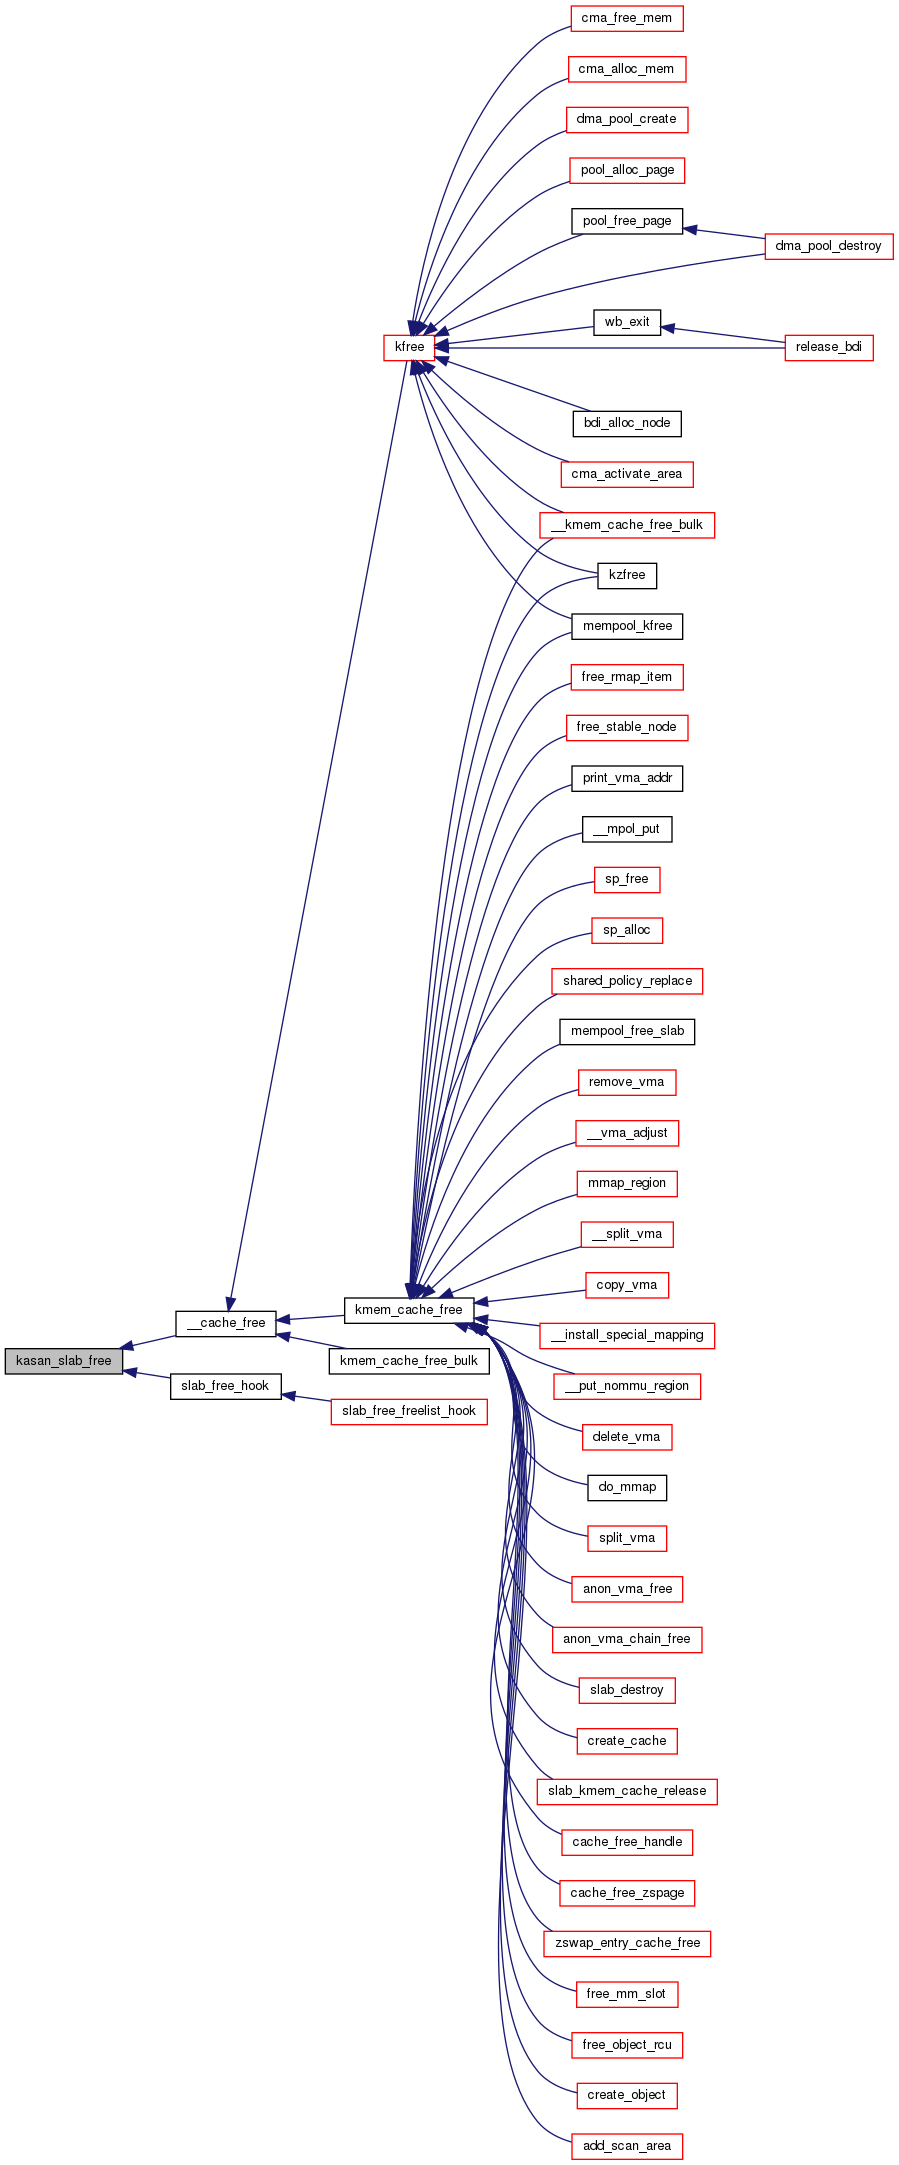 cma_free_mem
cma_alloc_mem
dma_pool_create
pool_alloc_page
pool_free_page
dma_pool_destroy
wb_exit
kfree
release_bdi
bdi_alloc_node
cma_activate_area
__kmem_cache_free_bulk
kzfree
mempool_kfree
free_rmap_item
free_stable_node
print_vma_addr
__mpol_put
sp_free
sp_alloc
shared_policy_replace
mempool_free_slab
remove_vma
__vma_adjust
mmap_region
__split_vma
copy_vma
kmem_cache_free
__cache_free
__install_special_mapping
kasan_slab_free
kmem_cache_free_bulk
slab_free_hook
__put_nommu_region
slab_free_freelist_hook
delete_vma
do_mmap
split_vma
anon_vma_free
anon_vma_chain_free
slab_destroy
create_cache
slab_kmem_cache_release
cache_free_handle
cache_free_zspage
zswap_entry_cache_free
free_mm_slot
free_object_rcu
create_object
add_scan_area